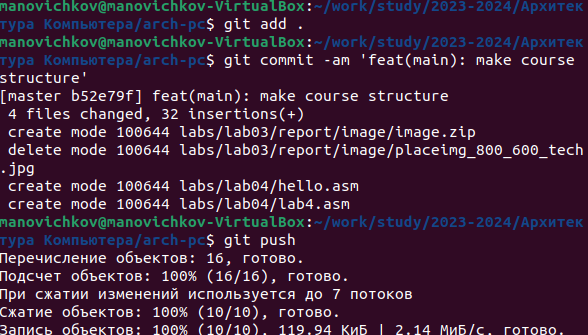 manovichkov@manovichkov-VirtualBox:~/work/study/2023-2024/Архитек
тура Компьютера/arch-pc$ git add .
manovichkov@manovichkov-VirtualBox:~/work/study/2023-2024/Архитек
тура Компьютера/arch-pc$ git commit -am 'feat(main): make course
structure'
[master b52e79f] feat(main): make course structure
 4 files changed, 32 insertions(+)
 create mode 100644 labs/lab03/report/image/image.zip
 delete mode 100644 labs/lab03/report/image/placeimg_800_600_tech
.jpg
 create mode 100644 labs/lab04/hello.asm
 create mode 100644 labs/lab04/lab4.asm
manovichkov@manovichkov-VirtualBox:~/work/study/2023-2024/Архитек
тура Компьютера/arch-pc$ git push
Перечисление объектов: 16, готово.
Подсчет объектов: 100% (16/16), готово.
При сжатии изменений используется до 7 потоков
Сжатие объектов: 100% (10/10), готово.
Запись объектов: 100% (10/10), 119.94 КиБ | 2.14 МиБ/с, готово.